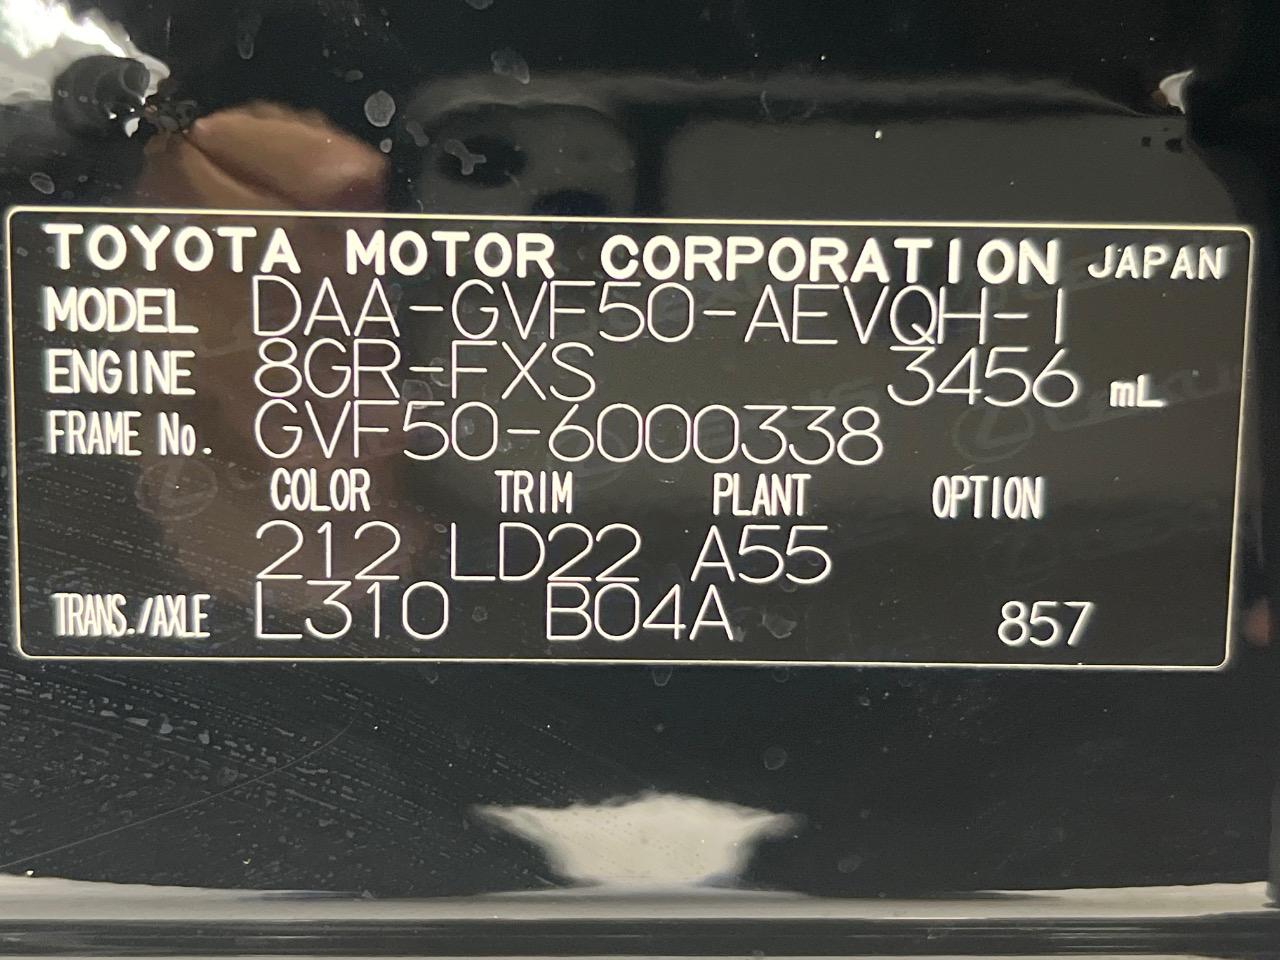 TOYOTA MOTOR CORPORATION JAPAN
MODEL DAA-GVF50-AEVQH-I
ENGINE 8GR-FXS 3456 mL
FRAME No. GVF50-6000338
COLOR TRIM PLANT OPTION
212 LD22 A55
TRANS./AXLE L310 B04A 857